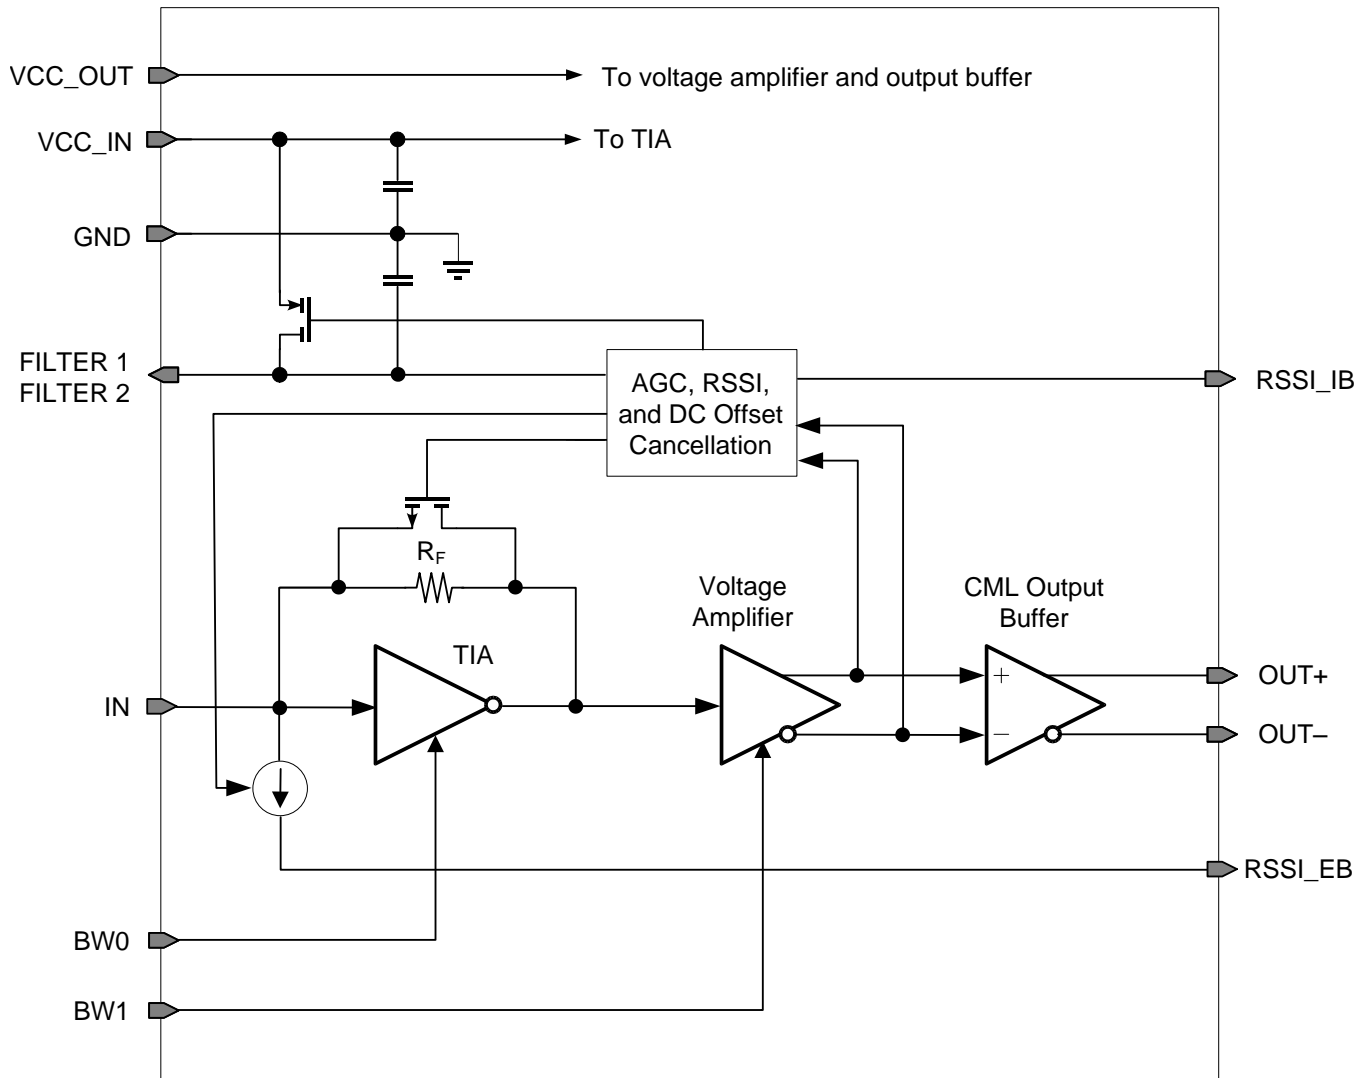 VCC_OUT
To voltage amplifier and output buffer
VCC_IN
To TIA
GND
FILTER 1
FILTER 2
AGC, RSSI,
and DC Offset
Cancellation
RSSI_IB
RF
Voltage
Amplifier
CML Output
Buffer
TIA
IN
+
−
OUT+
OUT–
RSSI_EB
BW0
BW1